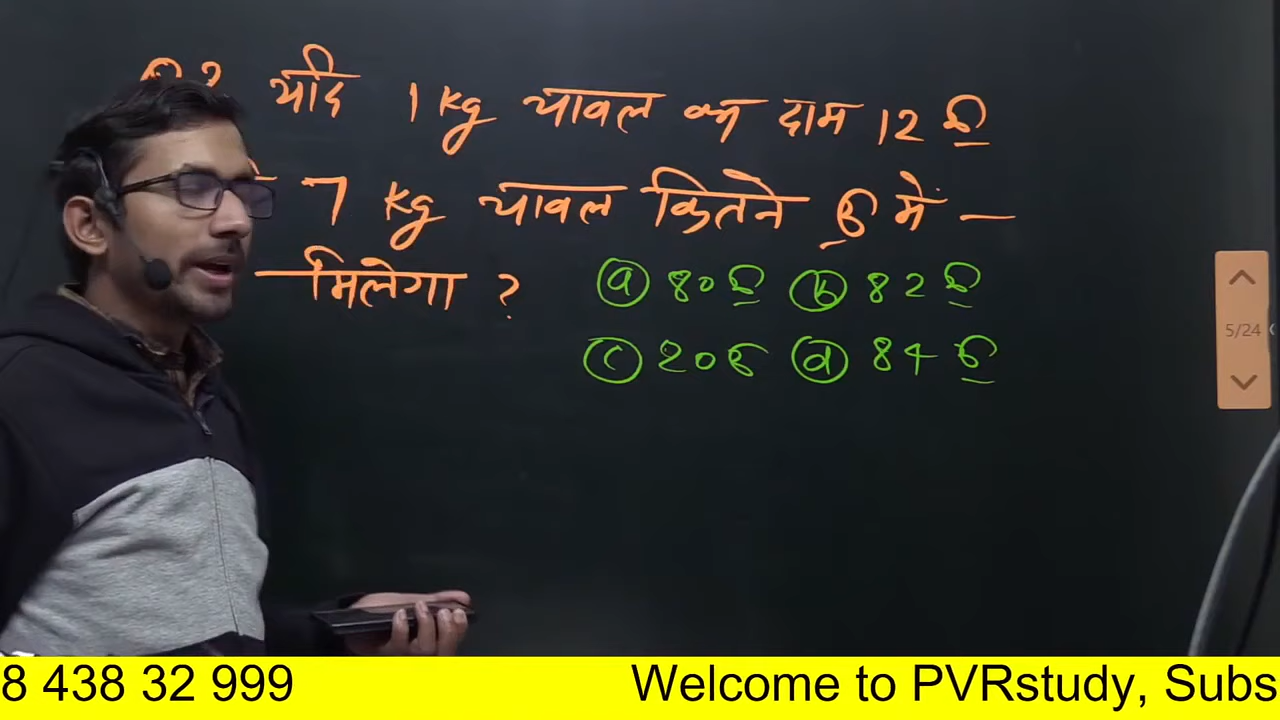 यदि 1 kg चावल का दाम 12 रु
7 kg चावल कितने रु में —
मिलेगा ?
(a) 80 रु (b) 82 रु
(c) 20 रु (d) 84 रु
5/24
8 438 32 999 Welcome to PVRstudy, Subs